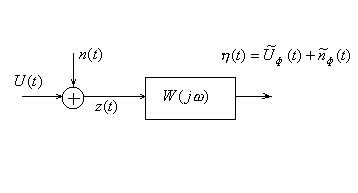 n(t)
η(t) = Ũ_Φ (t) + ñ_Φ (t)
U(t)
+
z(t)
W(jω)